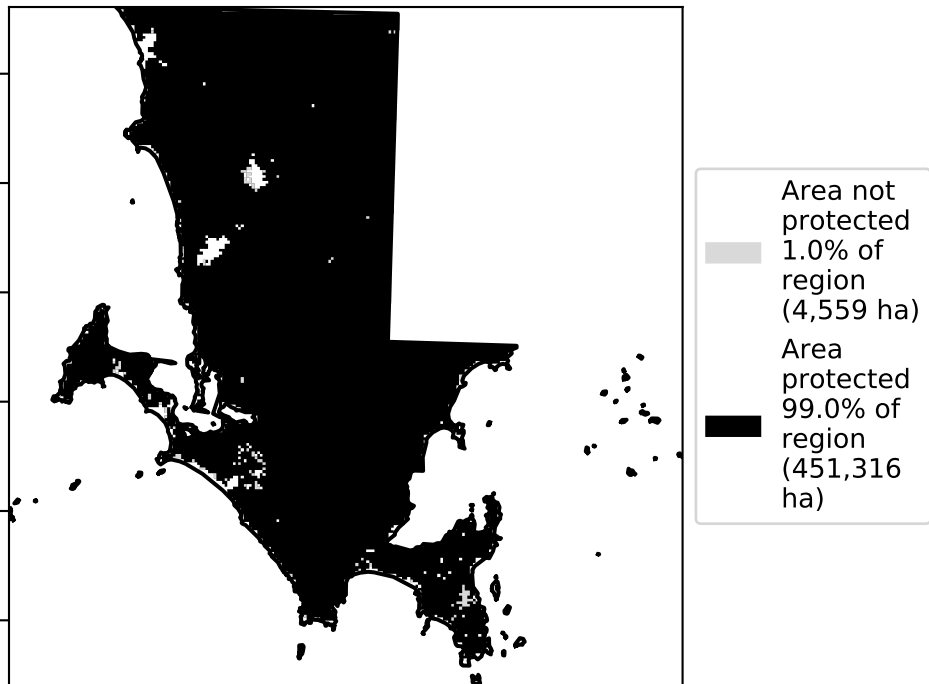 Area not
protected
1.0% of
region
(4,559 ha)
Area
protected
99.0% of
region
(451,316
ha)